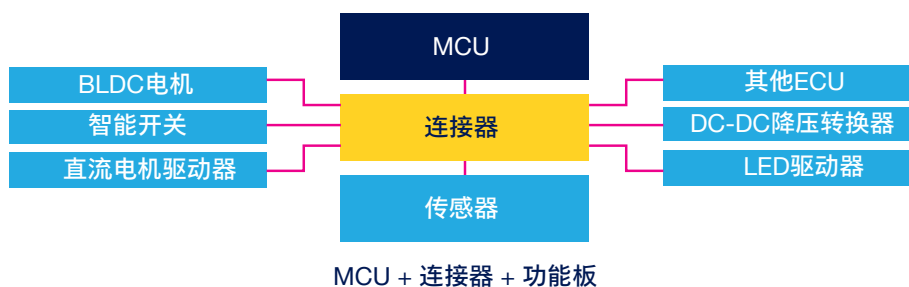 MCU
BLDC电机
智能开关
直流电机驱动器
连接器
其他ECU
DC-DC降压转换器
LED驱动器
传感器
MCU + 连接器 + 功能板